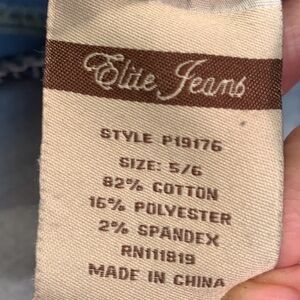 Elite Jeans
STYLE P19176
SIZE: 5/6
82% COTTON
16% POLYESTER
2% SPANDEX
RN111819
MADE IN CHINA